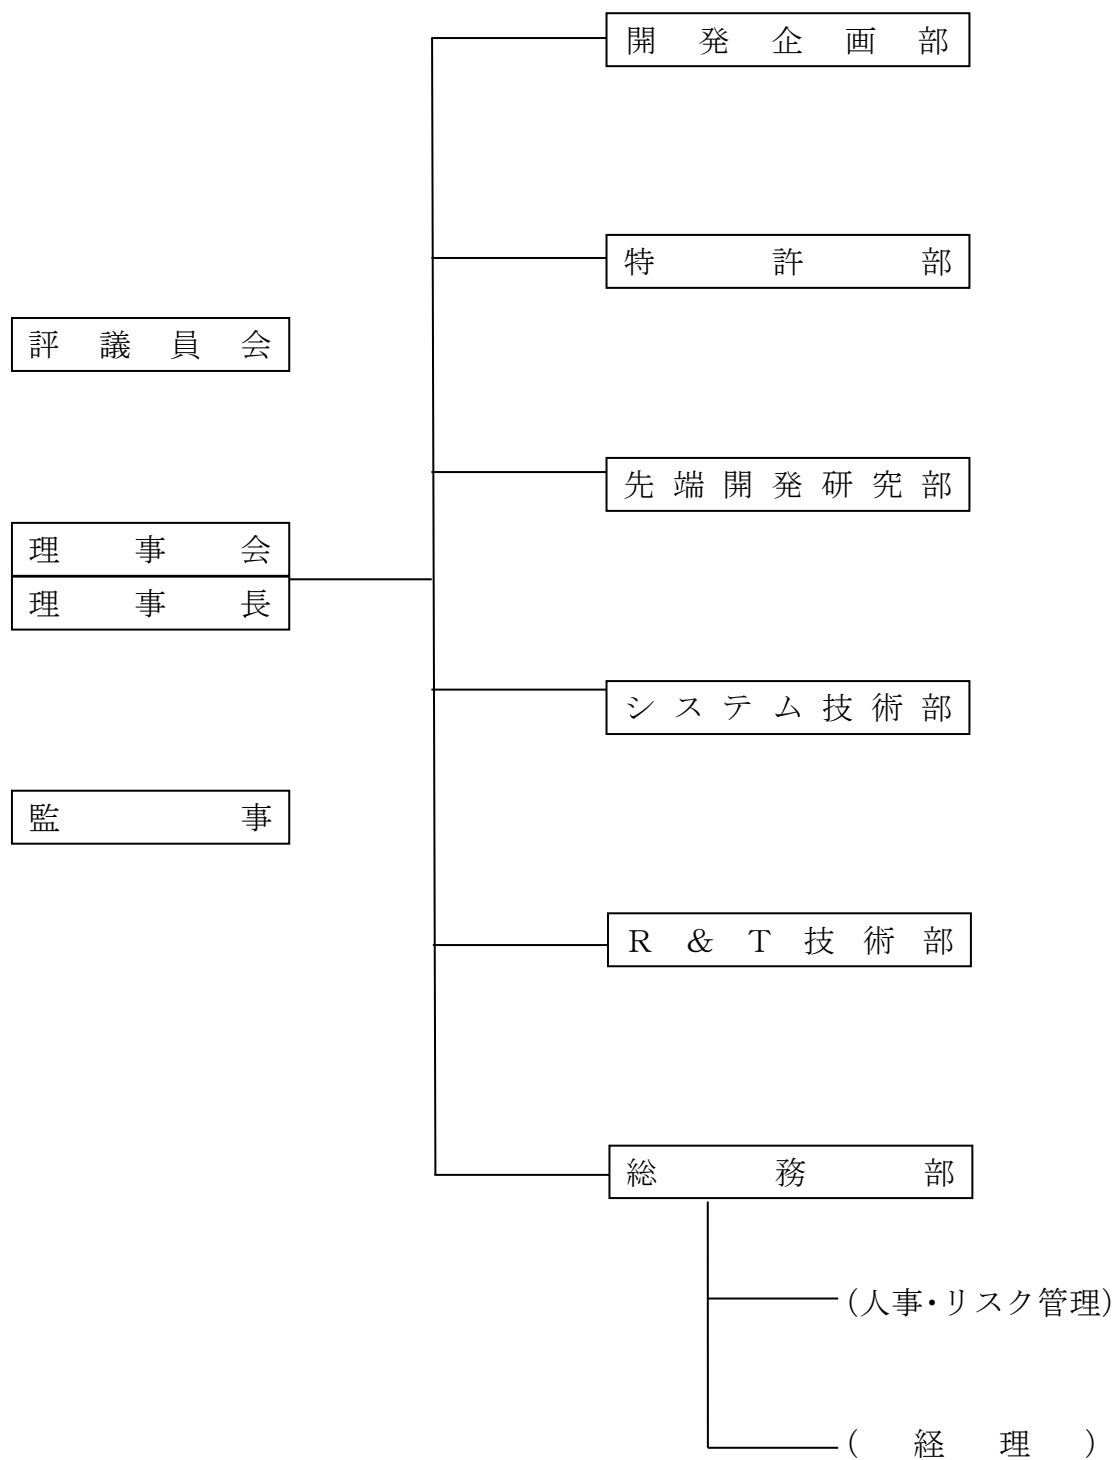 開発企画部
特許部
評議員会
先端開発研究部
理事会
理事長
システム技術部
監事
R&T技術部
総務部
(人事・リスク管理)
(経理)